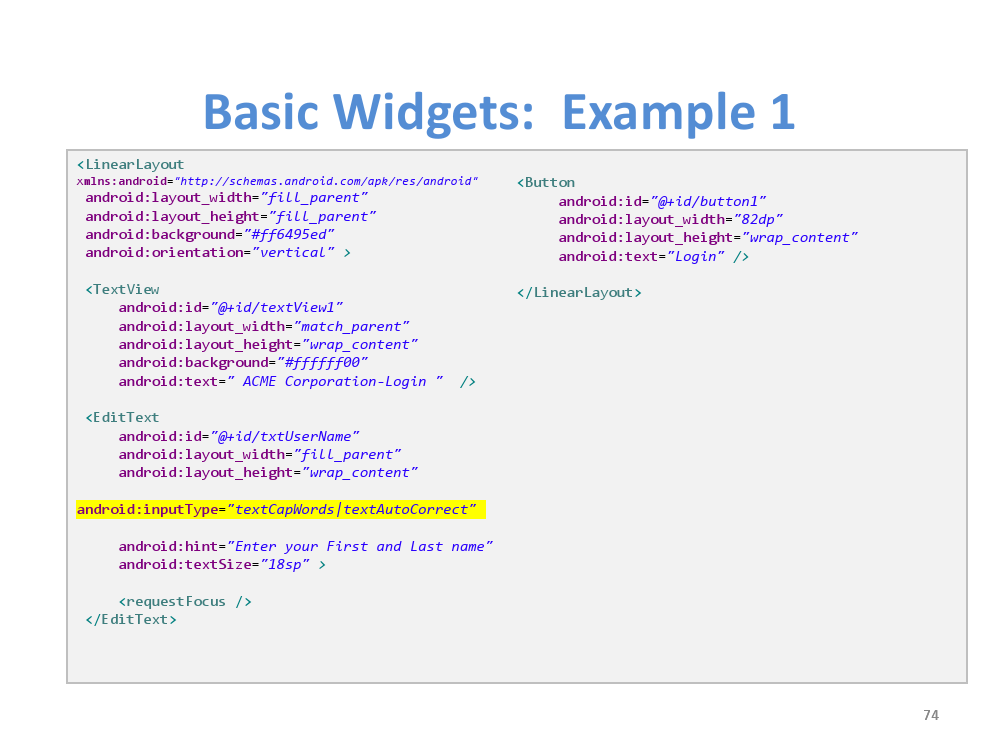 Basic Widgets:  Example 1
<LinearLayout
xmlns:android="http://schemas.android.com/apk/res/android"
android:layout_width="fill_parent"
android:layout_height="fill_parent"
android:background="#ff6495ed"
android:orientation="vertical" >
<TextView
android:id="@+id/textView1"
android:layout_width="match_parent"
android:layout_height="wrap_content"
android:background="#ffffff00"
android:text=" ACME Corporation-Login "  />
<EditText
android:id="@+id/txtUserName"
android:layout_width="fill_parent"
android:layout_height="wrap_content"
android:inputType="textCapWords|textAutoCorrect"
android:hint="Enter your First and Last name"
android:textSize="18sp" >
<requestFocus />
</EditText>
<Button
android:id="@+id/button1"
android:layout_width="82dp"
android:layout_height="wrap_content"
android:text="Login" />
</LinearLayout>
74